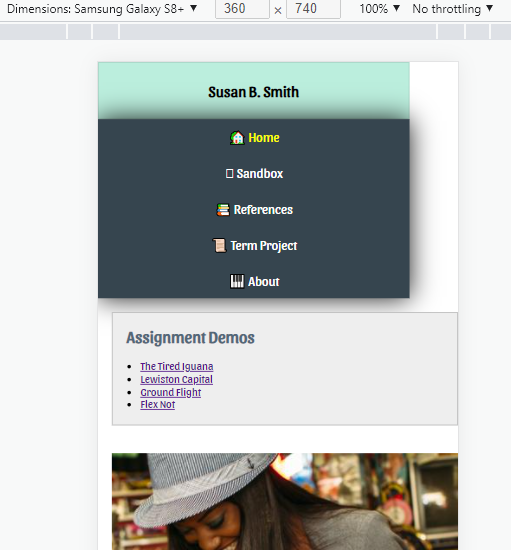 Dimensions: Samsung Galaxy S8+ ▼ 360 × 740 100% ▼ No throttling ▼
Susan B. Smith
Home
Sandbox
References
Term Project
About
Assignment Demos
• The Tired Iguana
• Lewiston Capital
• Ground Flight
• Flex Not